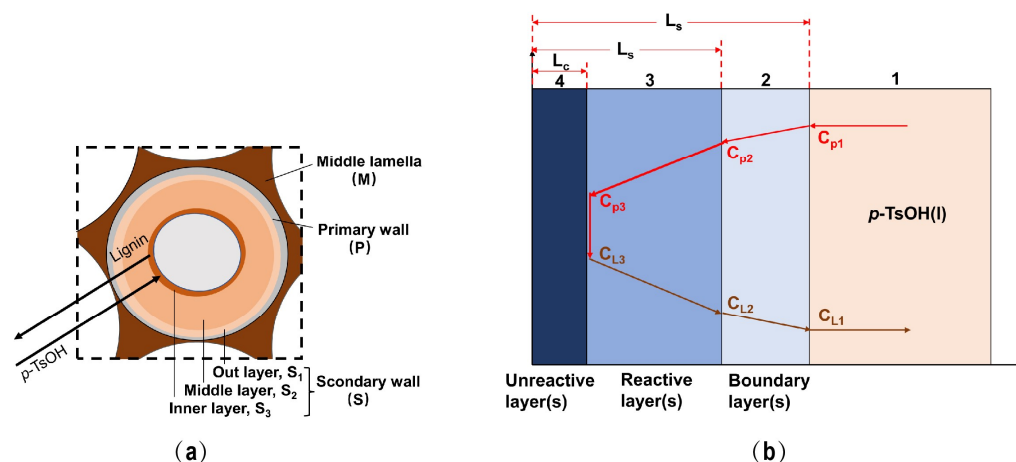 Middle lamella
(M)
Primary wall
(P)
Lignin
p-TsOH
Out layer, S1
Middle layer, S2
Inner layer, S3
Scondary wall
(S)
(a)
Ls
Ls
Lc
4
3
2
1
Cp1
Cp2
Cp3
p-TsOH(l)
CL3
CL2
CL1
Unreactive
layer(s)
Reactive
layer(s)
Boundary
layer(s)
(b)